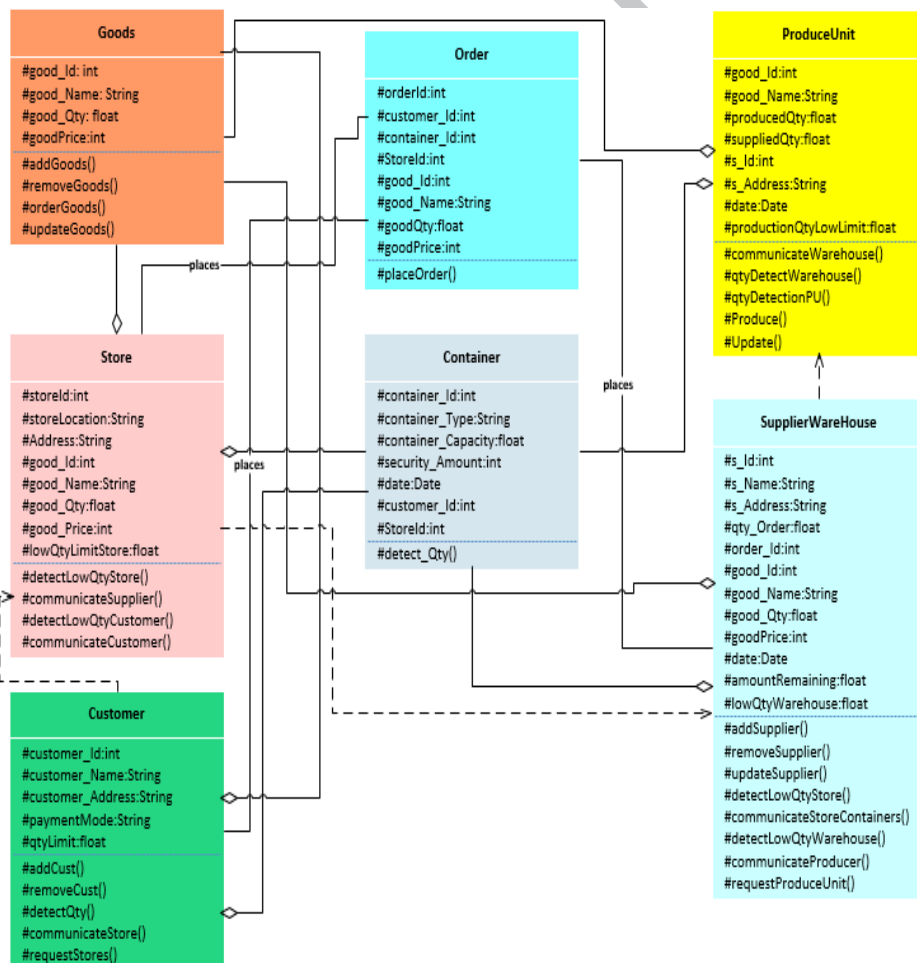 Goods
#good_Id: int
#good_Name: String
#good_Qty: float
#goodPrice:int
#addGoods()
#removeGoods()
#orderGoods()
#updateGoods()
Order
#orderId:int
#customer_Id:int
#container_Id:int
#StoreId:int
#good_Id:int
#good_Name:String
#goodQty:float
#goodPrice:int
#placeOrder()
ProduceUnit
#good_Id:int
#good_Name:String
#producedQty:float
#suppliedQty:float
#s_Id:int
#s_Address:String
#date:Date
#productionQtyLowLimit:float
#communicateWarehouse()
#qtyDetectWarehouse()
#qtyDetectionPU()
#Produce()
#Update()
places
Store
#storeId:int
#storeLocation:String
#Address:String
#good_Id:int
#good_Name:String
#good_Qty:float
#good_Price:int
#lowQtyLimitStore:float
#detectLowQtyStore()
#communicateSupplier()
#detectLowQtyCustomer()
#communicateCustomer()
places
Container
#container_Id:int
#container_Type:String
#container_Capacity:float
#security_Amount:int
#date:Date
#customer_Id:int
#StoreId:int
#detect_Qty()
places
SupplierWareHouse
#s_Id:int
#s_Name:String
#s_Address:String
#qty_Order:float
#order_Id:int
#good_Id:int
#good_Name:String
#good_Qty:float
#goodPrice:int
#date:Date
#amountRemaining:float
#lowQtyWarehouse:float
#addSupplier()
#removeSupplier()
#updateSupplier()
#detectLowQtyStore()
#communicateStoreContainers()
#detectLowQtyWarehouse()
#communicateProducer()
#requestProduceUnit()
Customer
#customer_Id:int
#customer_Name:String
#customer_Address:String
#paymentMode:String
#qtyLimit:float
#addCust()
#removeCust()
#detectQty()
#communicateStore()
#requestStores()